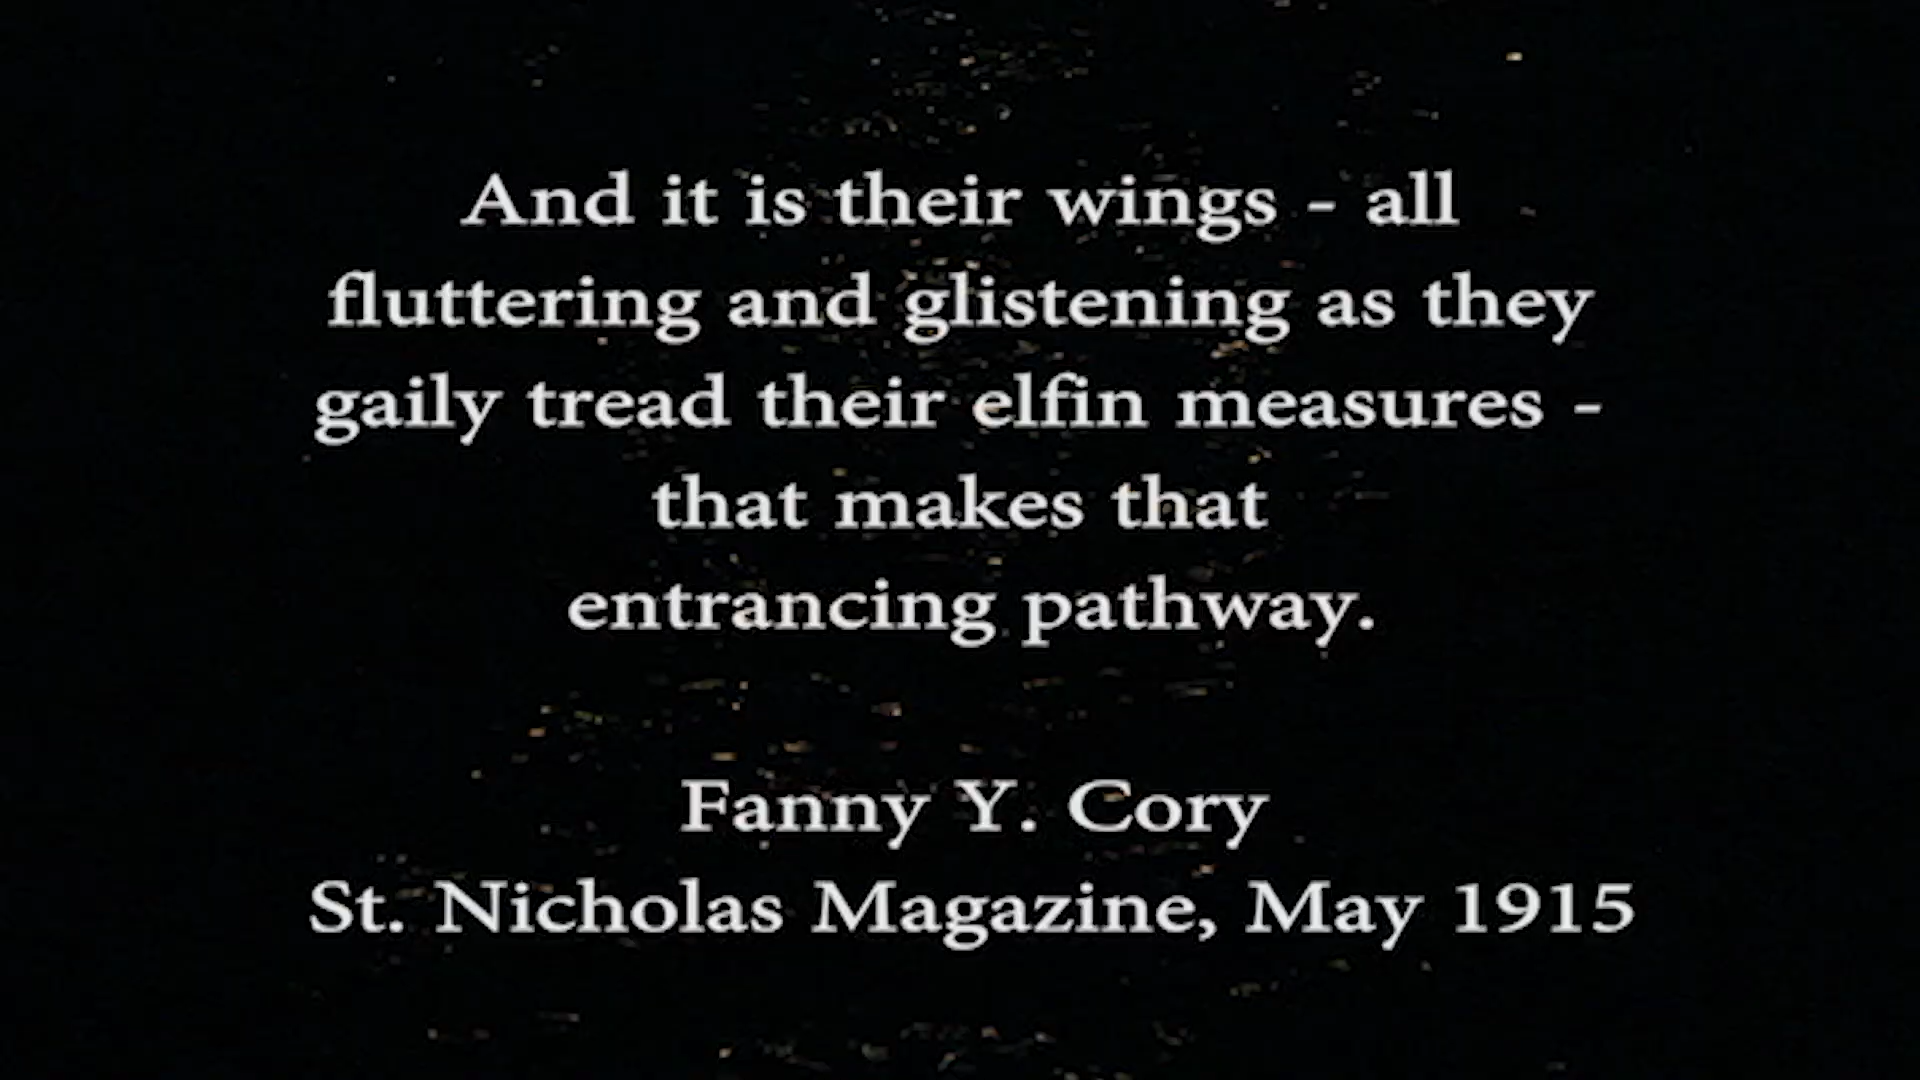 And it is their wings - all
fluttering and glistening as they
gaily tread their elfin measures -
that makes that
entrancing pathway.
Fanny Y. Cory
St. Nicholas Magazine, May 1915